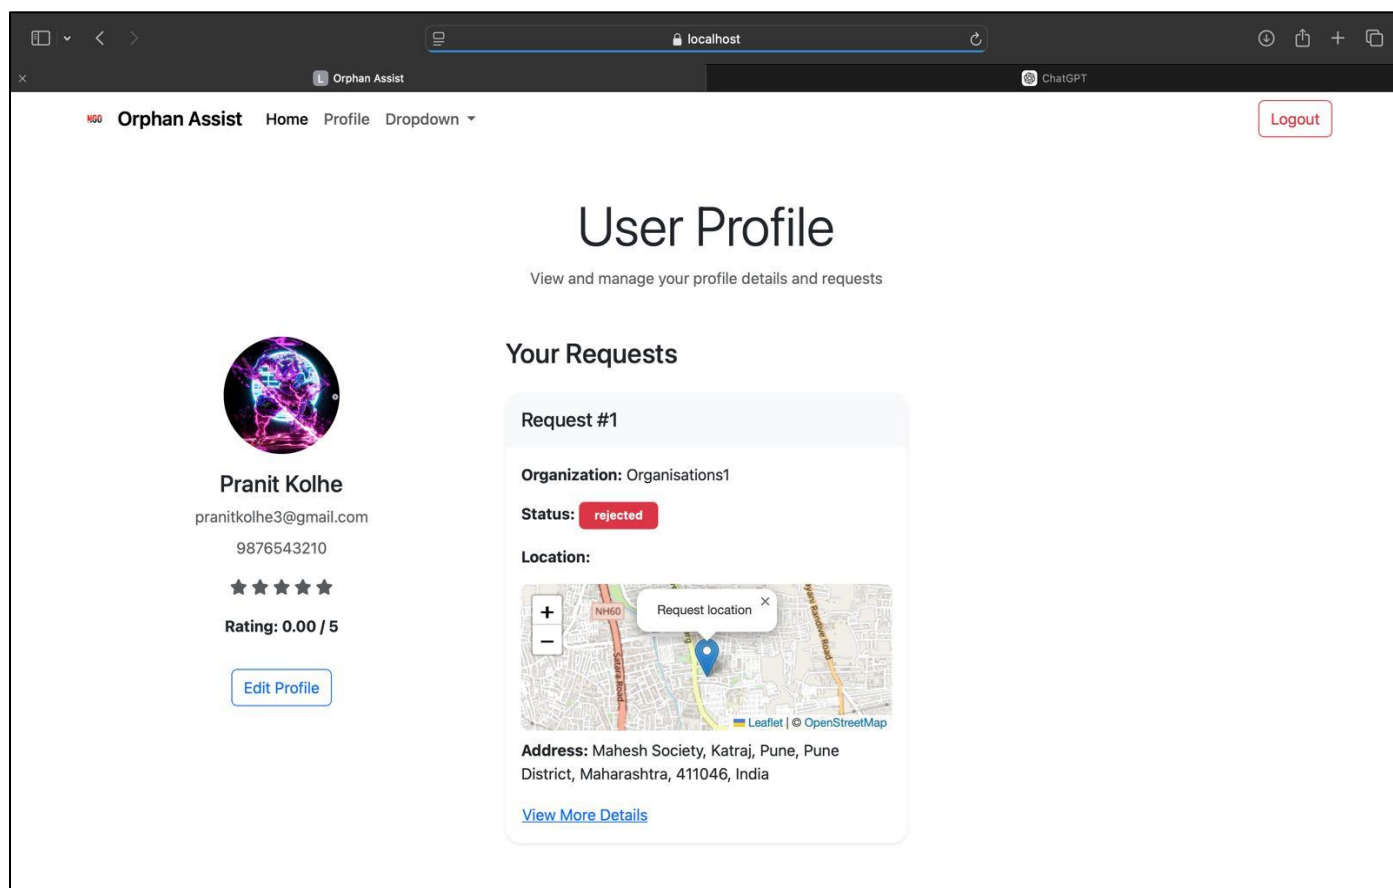 localhost
Orphan Assist
ChatGPT
NGO Orphan Assist Home Profile Dropdown Logout
User Profile
View and manage your profile details and requests
Pranit Kolhe
pranitkolhe3@gmail.com
9876543210
Rating: 0.00 / 5
Edit Profile
Your Requests
Request #1
Organization: Organisations1
Status: rejected
Location:
+
−
Request location ×
NH60
Satara Road
Leaflet | © OpenStreetMap
Address: Mahesh Society, Katraj, Pune, Pune
District, Maharashtra, 411046, India
View More Details